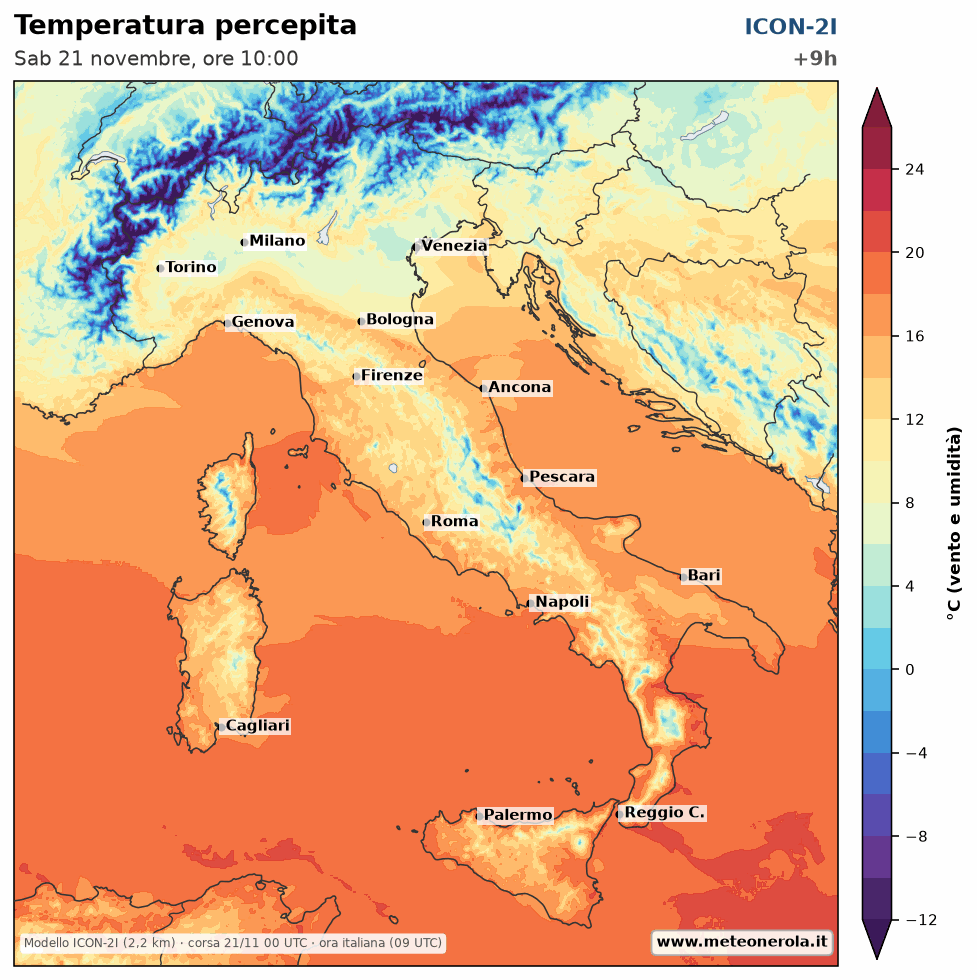 Temperatura percepita
ICON-2I
Sab 21 novembre, ore 10:00
+9h
Milano
Venezia
Torino
Genova
Bologna
Firenze
Ancona
Pescara
Roma
Bari
Napoli
Cagliari
Palermo
Reggio C.
24
20
16
12
8
4
0
−4
−8
−12
°C (vento e umidità)
Modello ICON-2I (2,2 km) · corsa 21/11 00 UTC · ora italiana (09 UTC)
www.meteonerola.it